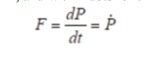 F = dP/dt = Ṗ